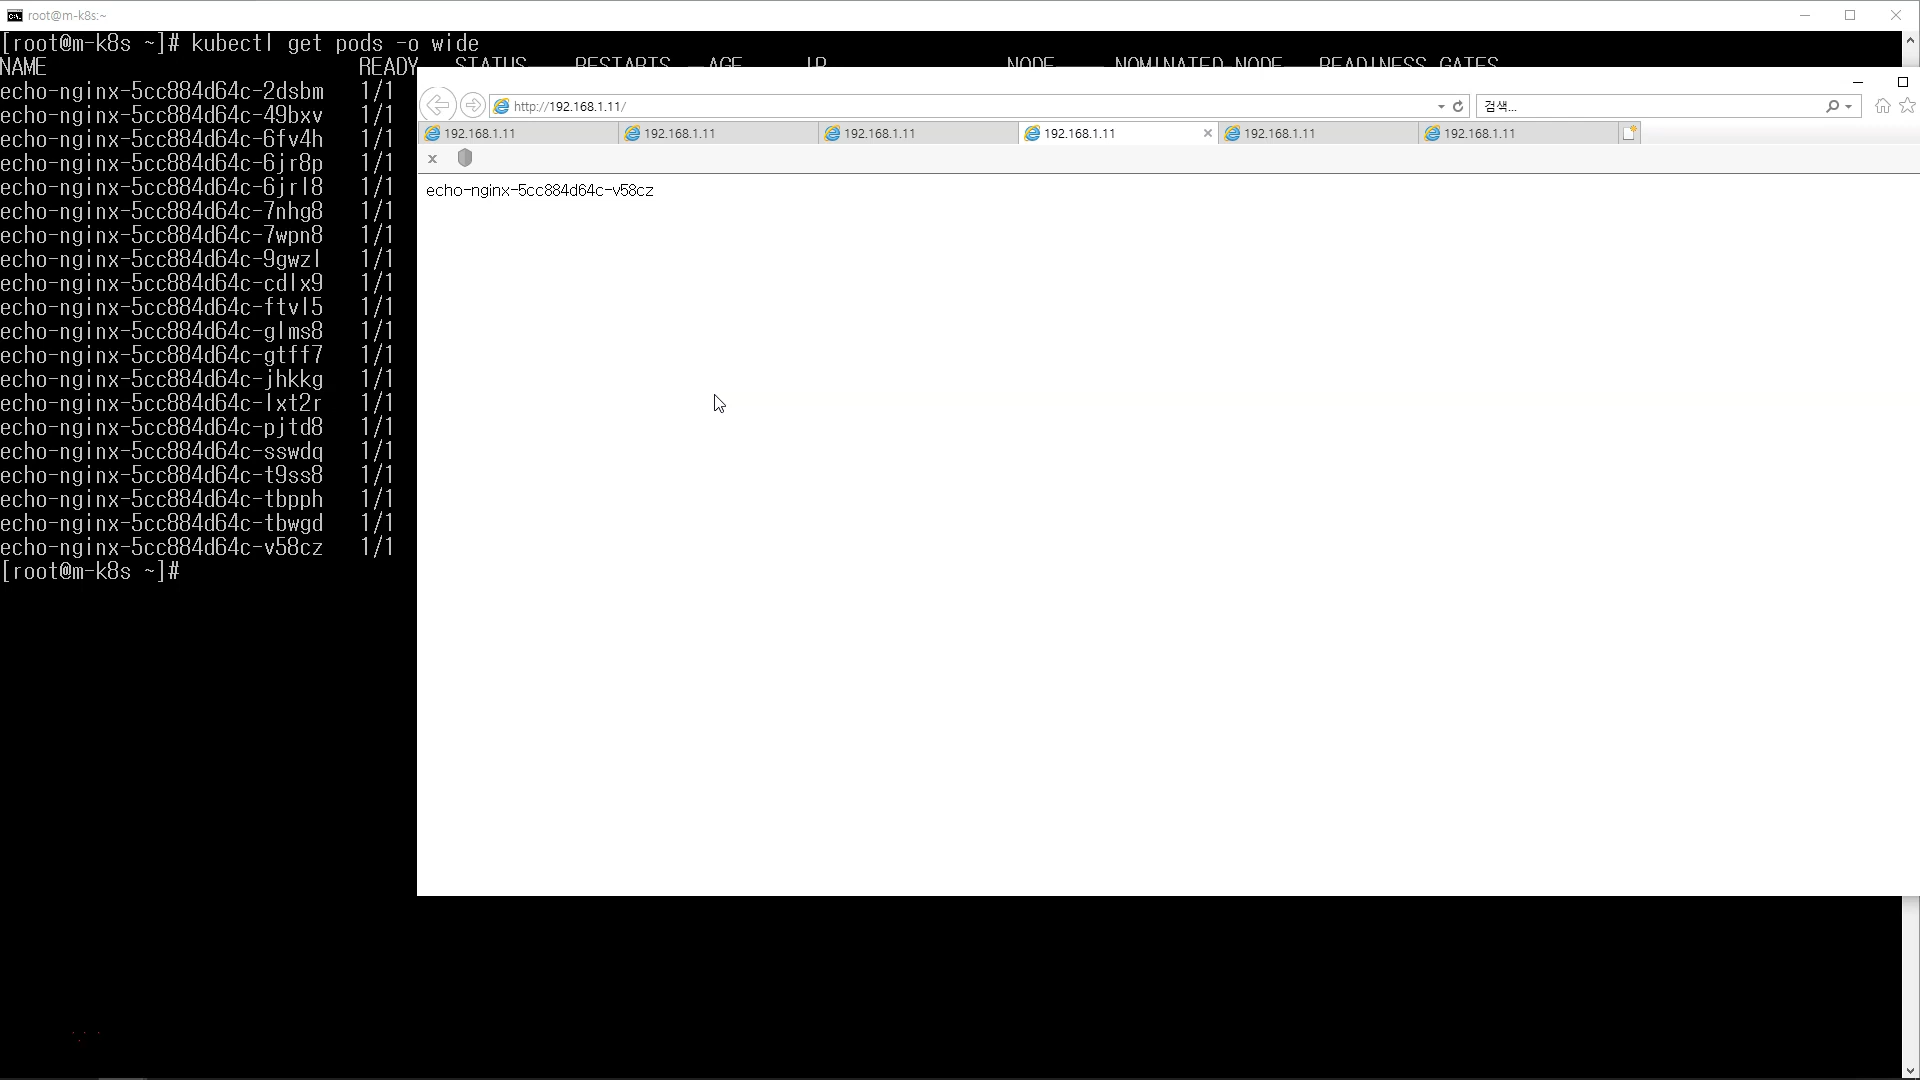 root@m-k8s:~
[root@m-k8s ~]# kubectl get pods -o wide
NAME READY STATUS RESTARTS AGE IP NODE NOMINATED NODE READINESS GATES
echo-nginx-5cc884d64c-2dsbm 1/1
echo-nginx-5cc884d64c-49bxv 1/1
echo-nginx-5cc884d64c-6fv4h 1/1
echo-nginx-5cc884d64c-6jr8p 1/1
echo-nginx-5cc884d64c-6jrl8 1/1
echo-nginx-5cc884d64c-7nhg8 1/1
echo-nginx-5cc884d64c-7wpn8 1/1
echo-nginx-5cc884d64c-9gwzl 1/1
echo-nginx-5cc884d64c-cdlx9 1/1
echo-nginx-5cc884d64c-ftvl5 1/1
echo-nginx-5cc884d64c-glms8 1/1
echo-nginx-5cc884d64c-gtff7 1/1
echo-nginx-5cc884d64c-jhkkg 1/1
echo-nginx-5cc884d64c-lxt2r 1/1
echo-nginx-5cc884d64c-pjtd8 1/1
echo-nginx-5cc884d64c-sswdq 1/1
echo-nginx-5cc884d64c-t9ss8 1/1
echo-nginx-5cc884d64c-tbpph 1/1
echo-nginx-5cc884d64c-tbwgd 1/1
echo-nginx-5cc884d64c-v58cz 1/1
[root@m-k8s ~]#
http://192.168.1.11/ 검색...
192.168.1.11 192.168.1.11 192.168.1.11 192.168.1.11 192.168.1.11 192.168.1.11
echo-nginx-5cc884d64c-v58cz